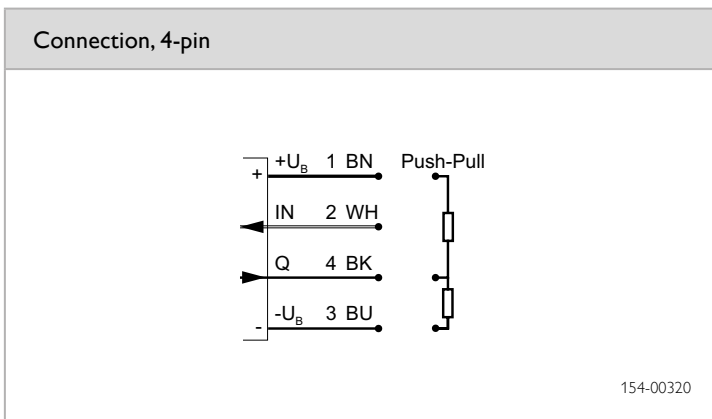 Connection, 4-pin
+U_B 1 BN Push-Pull
+
IN 2 WH
Q 4 BK
-U_B 3 BU
-
154-00320